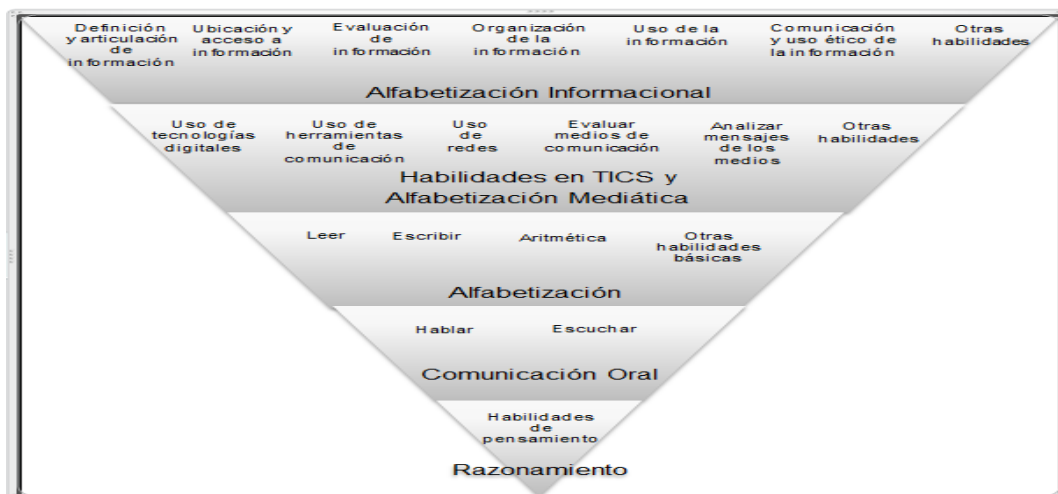 Definición
y articulación
de
información
Ubicación y
acceso a
información
Evaluación
de
información
Organización
de la
información
Uso de la
información
Comunicación
y uso ético de
la información
Otras
habilidades
Alfabetización Informacional
Uso de
tecnologías
digitales
Uso de
herramientas
de
comunicación
Uso
de
redes
Evaluar
medios de
comunicación
Analizar
mensajes
de los
medios
Otras
habilidades
Habilidades en TICS y
Alfabetización Mediática
Leer
Escribir
Aritmética
Otras
habilidades
básicas
Alfabetización
Hablar
Escuchar
Comunicación Oral
Habilidades
de
pensamiento
Razonamiento